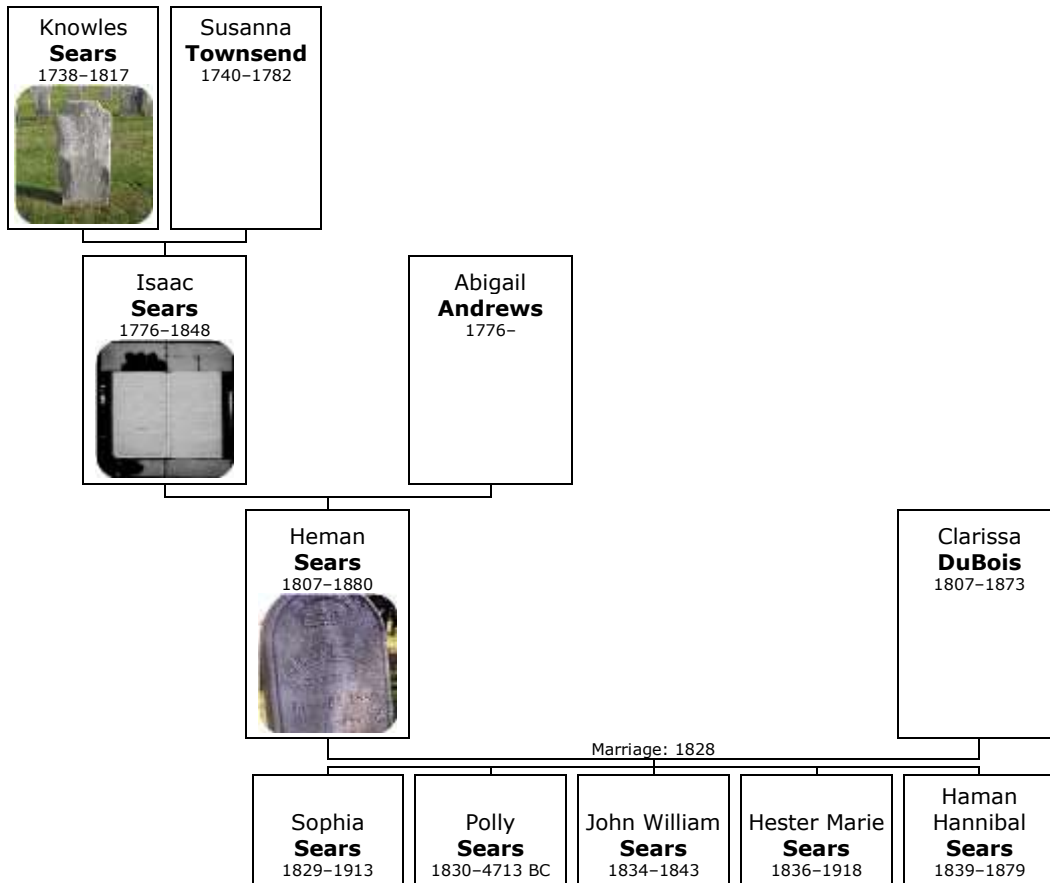 Knowles
Sears
1738–1817
Susanna
Townsend
1740–1782
Isaac
Sears
1776–1848
Abigail
Andrews
1776–
Heman
Sears
1807–1880
Clarissa
DuBois
1807–1873
Marriage: 1828
Sophia
Sears
1829–1913
Polly
Sears
1830–4713 BC
John William
Sears
1834–1843
Hester Marie
Sears
1836–1918
Haman
Hannibal
Sears
1839–1879